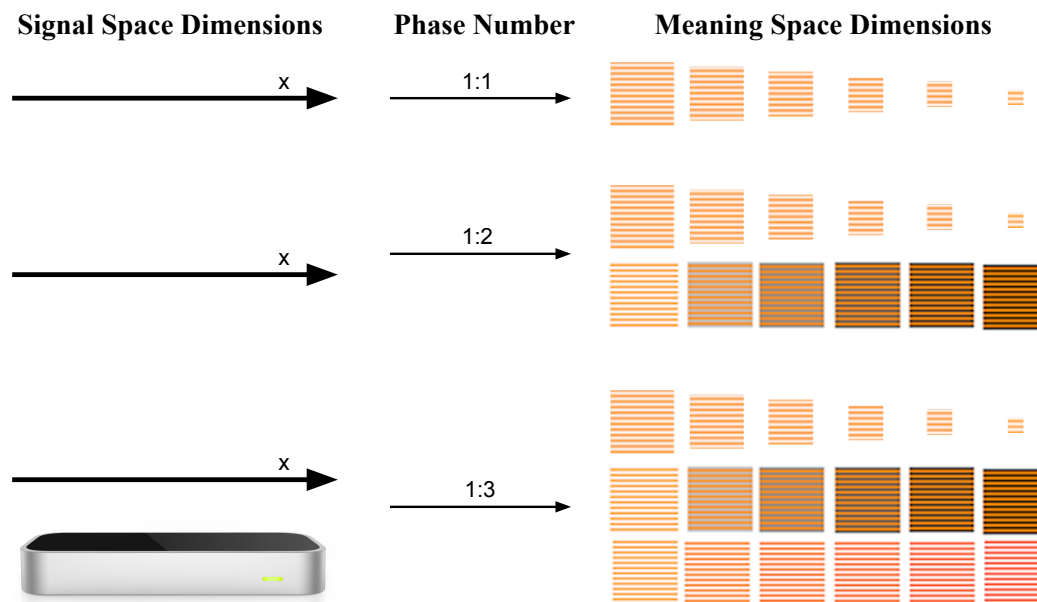 Signal Space Dimensions Phase Number Meaning Space Dimensions
x
1:1
x
1:2
x
1:3